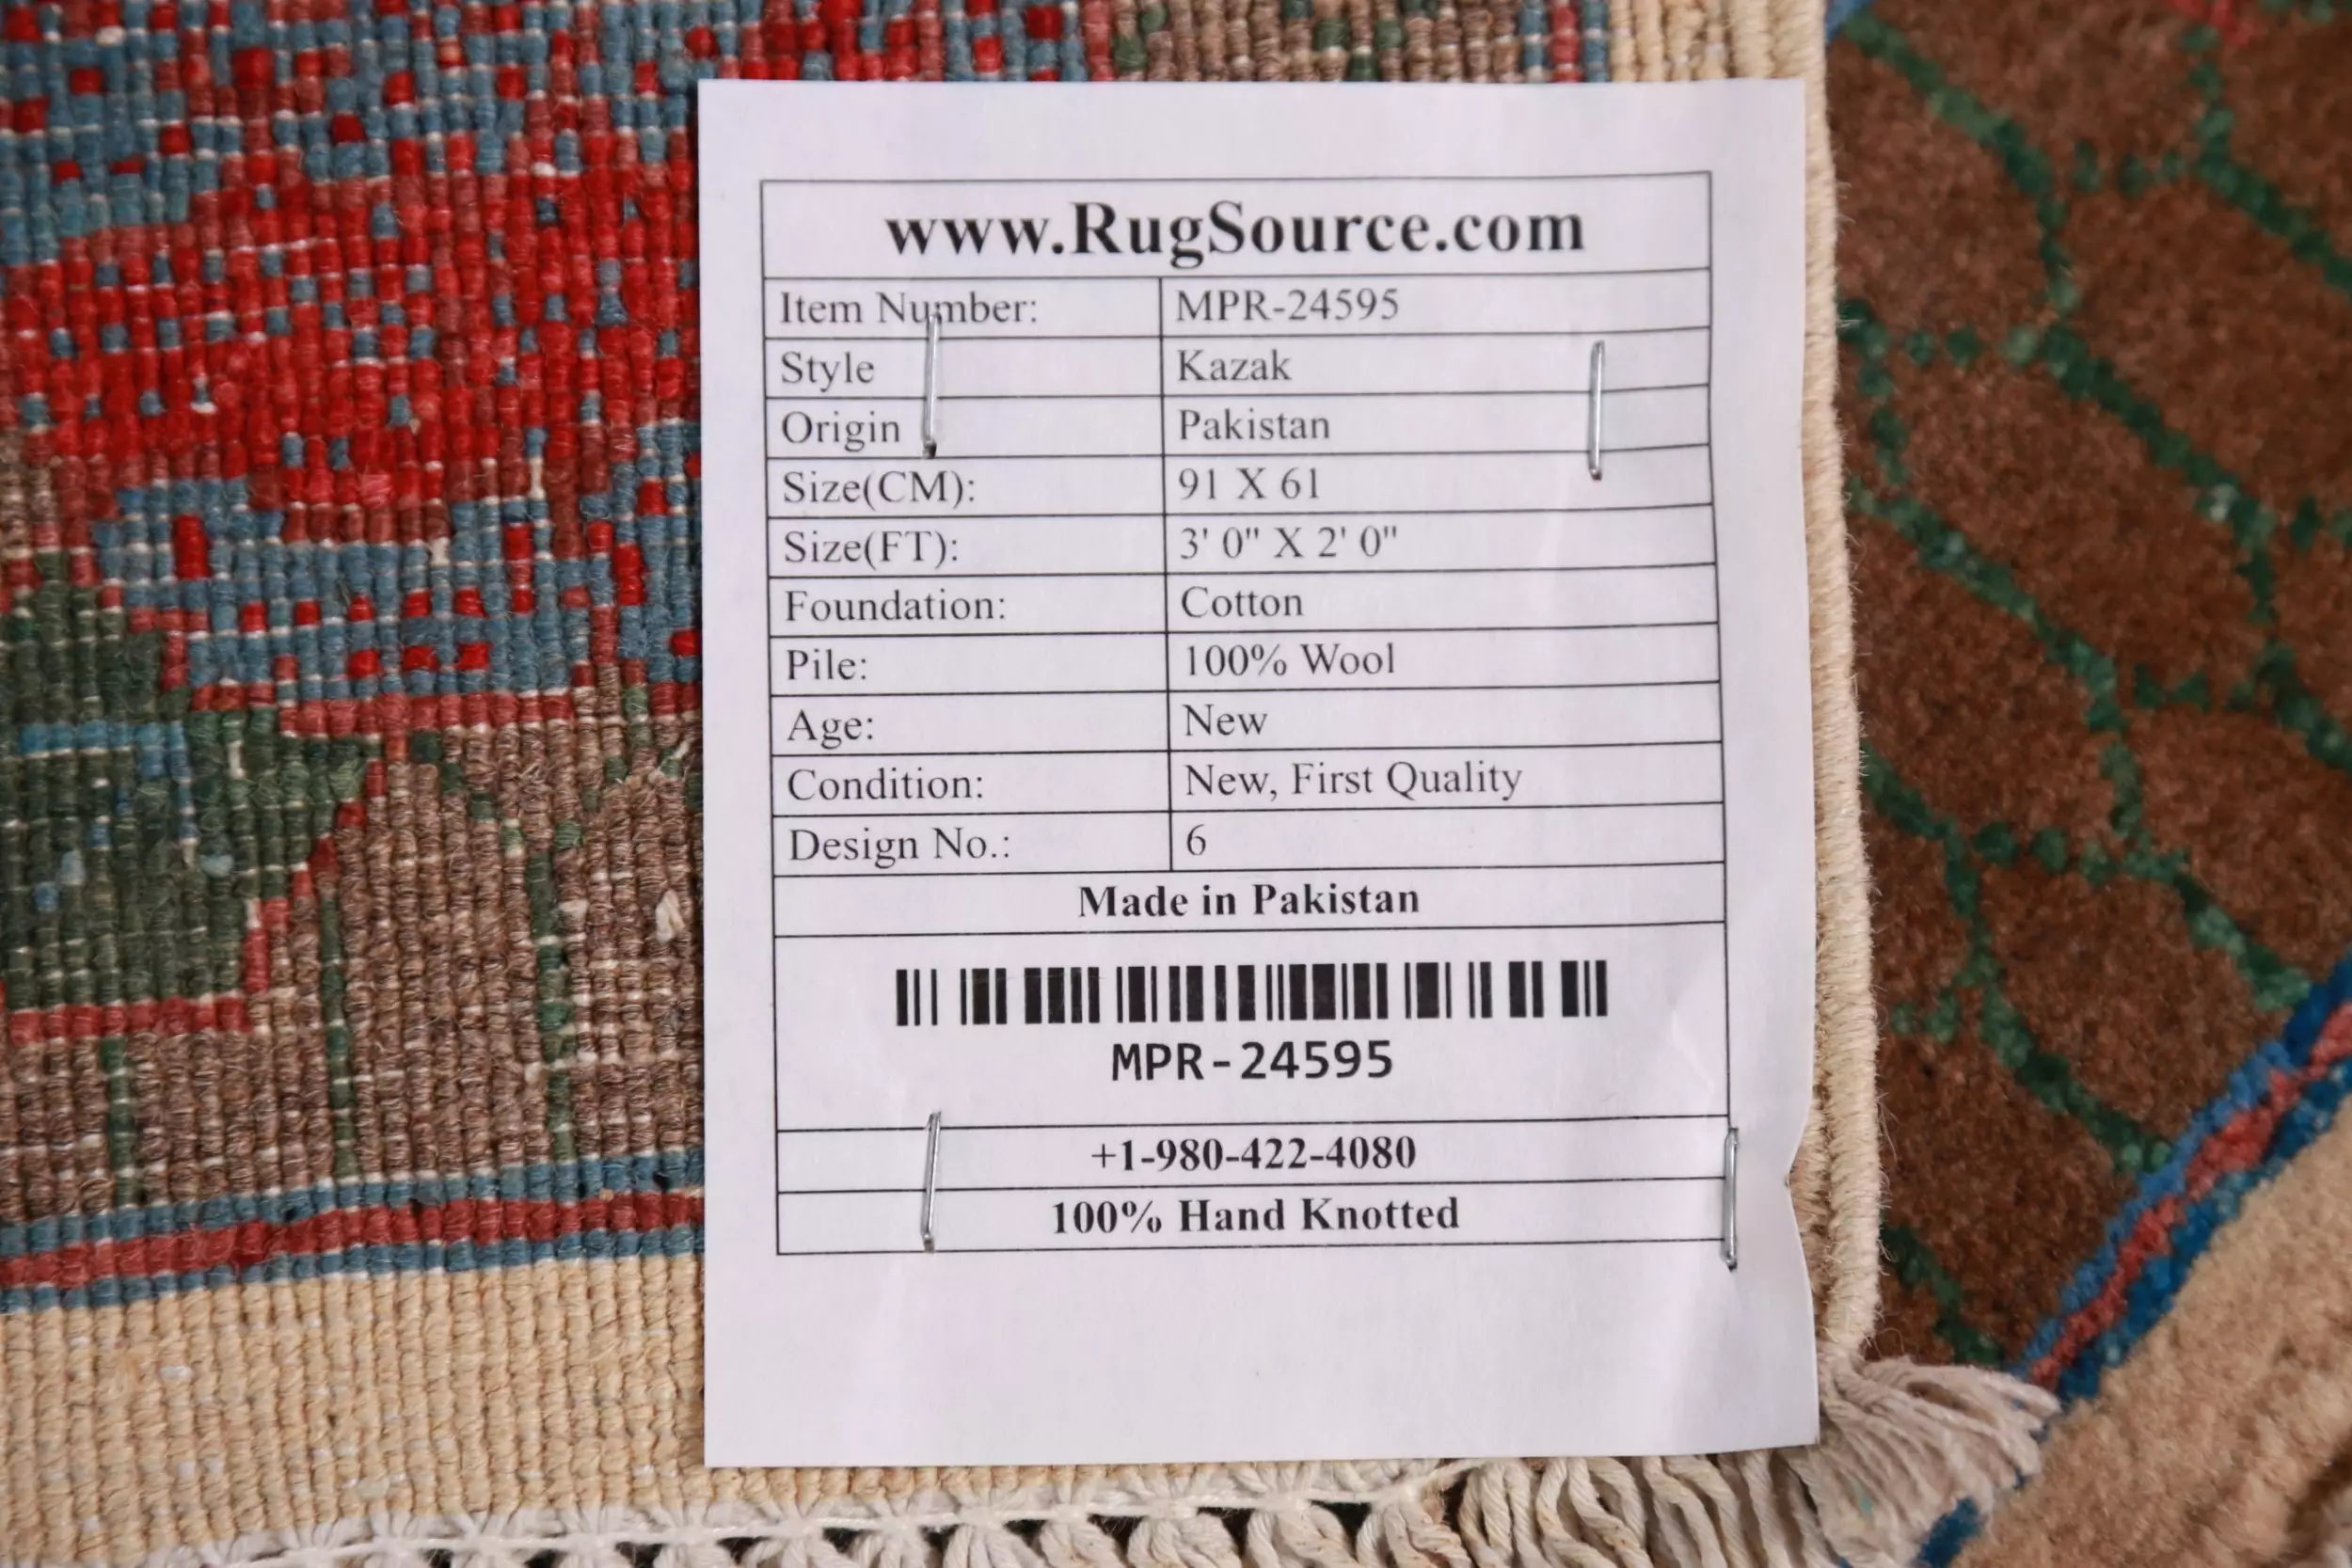 www.RugSource.com
Item Number: MPR-24595
Style Kazak
Origin Pakistan
Size(CM): 91 X 61
Size(FT): 3' 0" X 2' 0"
Foundation: Cotton
Pile: 100% Wool
Age: New
Condition: New, First Quality
Design No.: 6
Made in Pakistan
MPR-24595
+1-980-422-4080
100% Hand Knotted